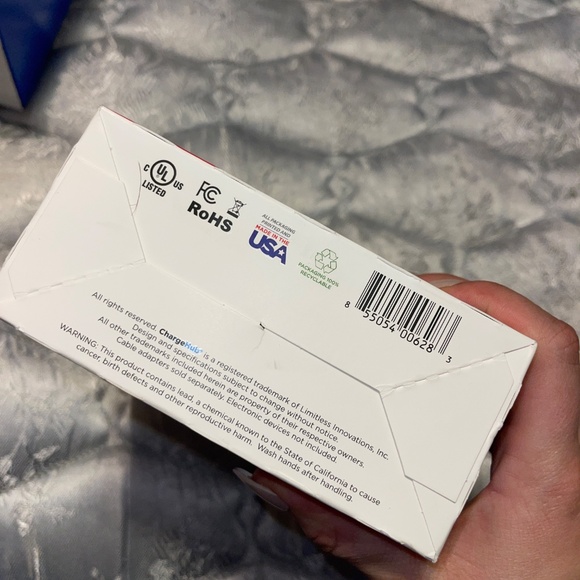 C UL US
LISTED
FC
RoHS
ALL PACKAGING
PRINTED AND
MADE IN THE
USA
PACKAGING 100%
RECYCLABLE
8 55054 00628 3
All rights reserved. ChargeHub® is a registered trademark of Limitless Innovations, Inc.
Design and specifications subject to change without notice.
All other trademarks included herein are property of their respective owners.
Cable adapters sold separately. Electronic devices not included.
WARNING: This product contains lead, a chemical known to the State of California to cause
cancer, birth defects and other reproductive harm. Wash hands after handling.